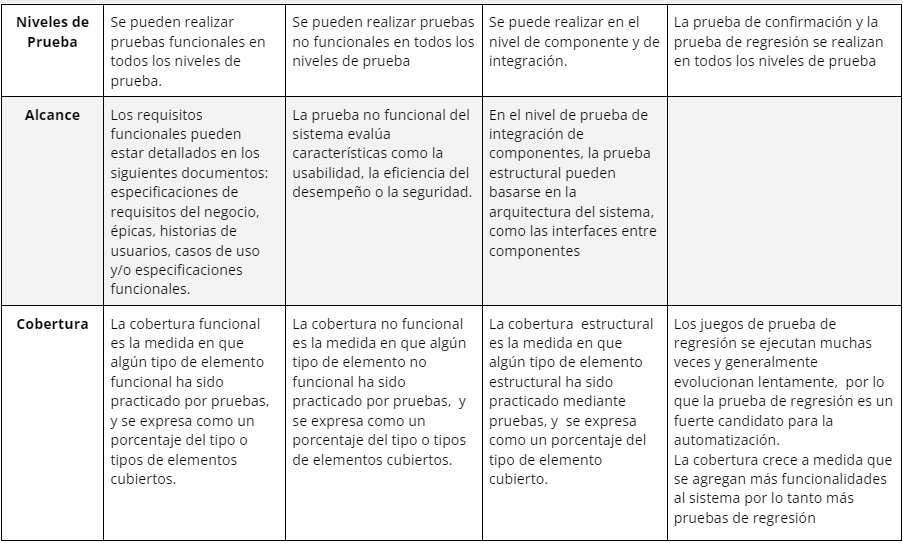 Niveles de
Prueba
Se pueden realizar
pruebas funcionales en
todos los niveles de
prueba.
Se pueden realizar pruebas
no funcionales en todos los
niveles de prueba
Se puede realizar en el
nivel de componente y de
integración.
La prueba de confirmación y la
prueba de regresión se realizan
en todos los niveles de prueba
Alcance
Los requisitos
funcionales pueden
estar detallados en los
siguientes documentos:
especificaciones de
requisitos del negocio,
épicas, historias de
usuarios, casos de uso
y/o especificaciones
funcionales.
La prueba no funcional del
sistema evalúa
características como la
usabilidad, la eficiencia del
desempeño o la seguridad.
En el nivel de prueba de
integración de
componentes, la prueba
estructural pueden
basarse en la
arquitectura del sistema,
como las interfaces entre
componentes
Cobertura
La cobertura funcional
es la medida en que
algún tipo de elemento
funcional ha sido
practicado por pruebas,
y se expresa como un
porcentaje del tipo o
tipos de elementos
cubiertos.
La cobertura no funcional
es la medida en que algún
tipo de elemento no
funcional ha sido
practicado por pruebas,  y
se expresa como un
porcentaje del tipo o tipos
de elementos cubiertos.
La cobertura  estructural
es la medida en que
algún tipo de elemento
estructural ha sido
practicado mediante
pruebas, y  se expresa
como un porcentaje del
tipo de elemento
cubierto.
Los juegos de prueba de
regresión se ejecutan muchas
veces y generalmente
evolucionan lentamente,  por lo
que la prueba de regresión es un
fuerte candidato para la
automatización.
La cobertura crece a medida que
se agregan más funcionalidades
al sistema por lo tanto más
pruebas de regresión